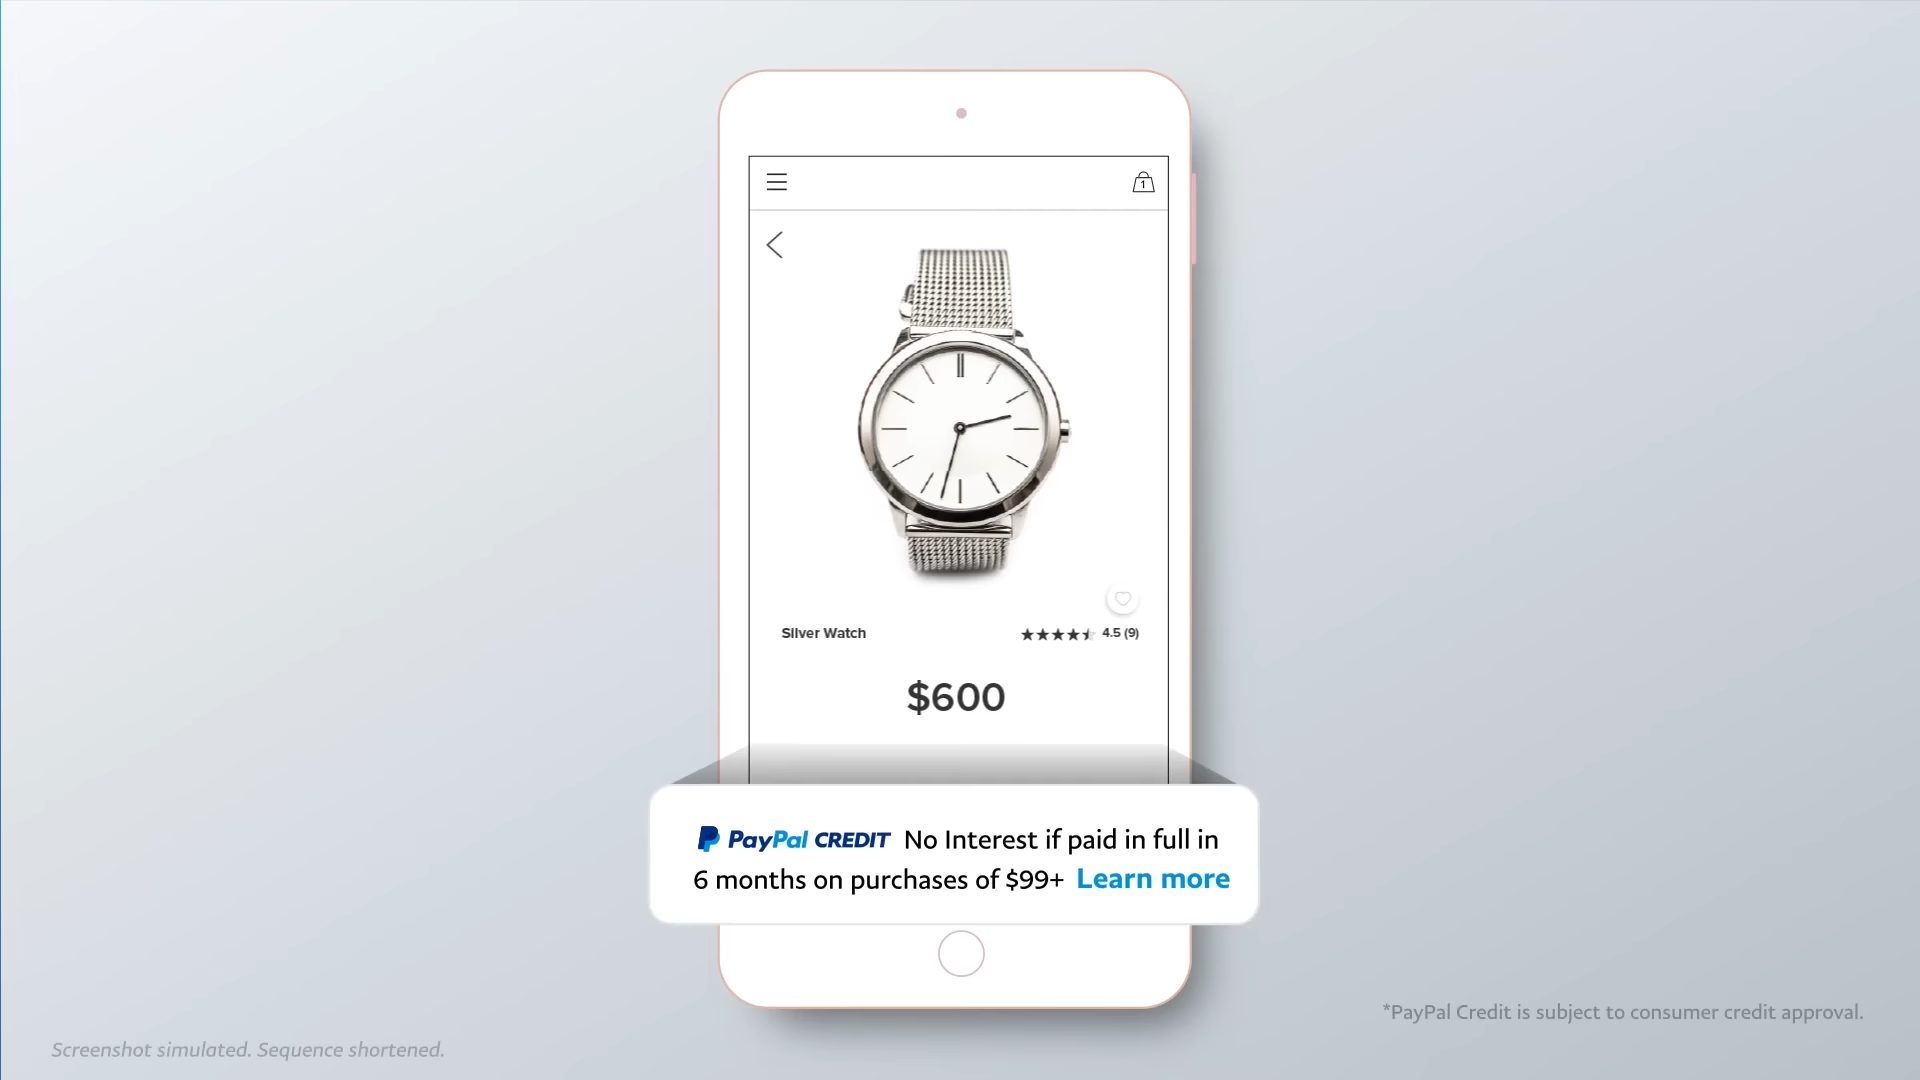 1
Silver Watch
4.5 (9)
$600
PayPal CREDIT No Interest if paid in full in
6 months on purchases of $99+ Learn more
*PayPal Credit is subject to consumer credit approval.
Screenshot simulated. Sequence shortened.